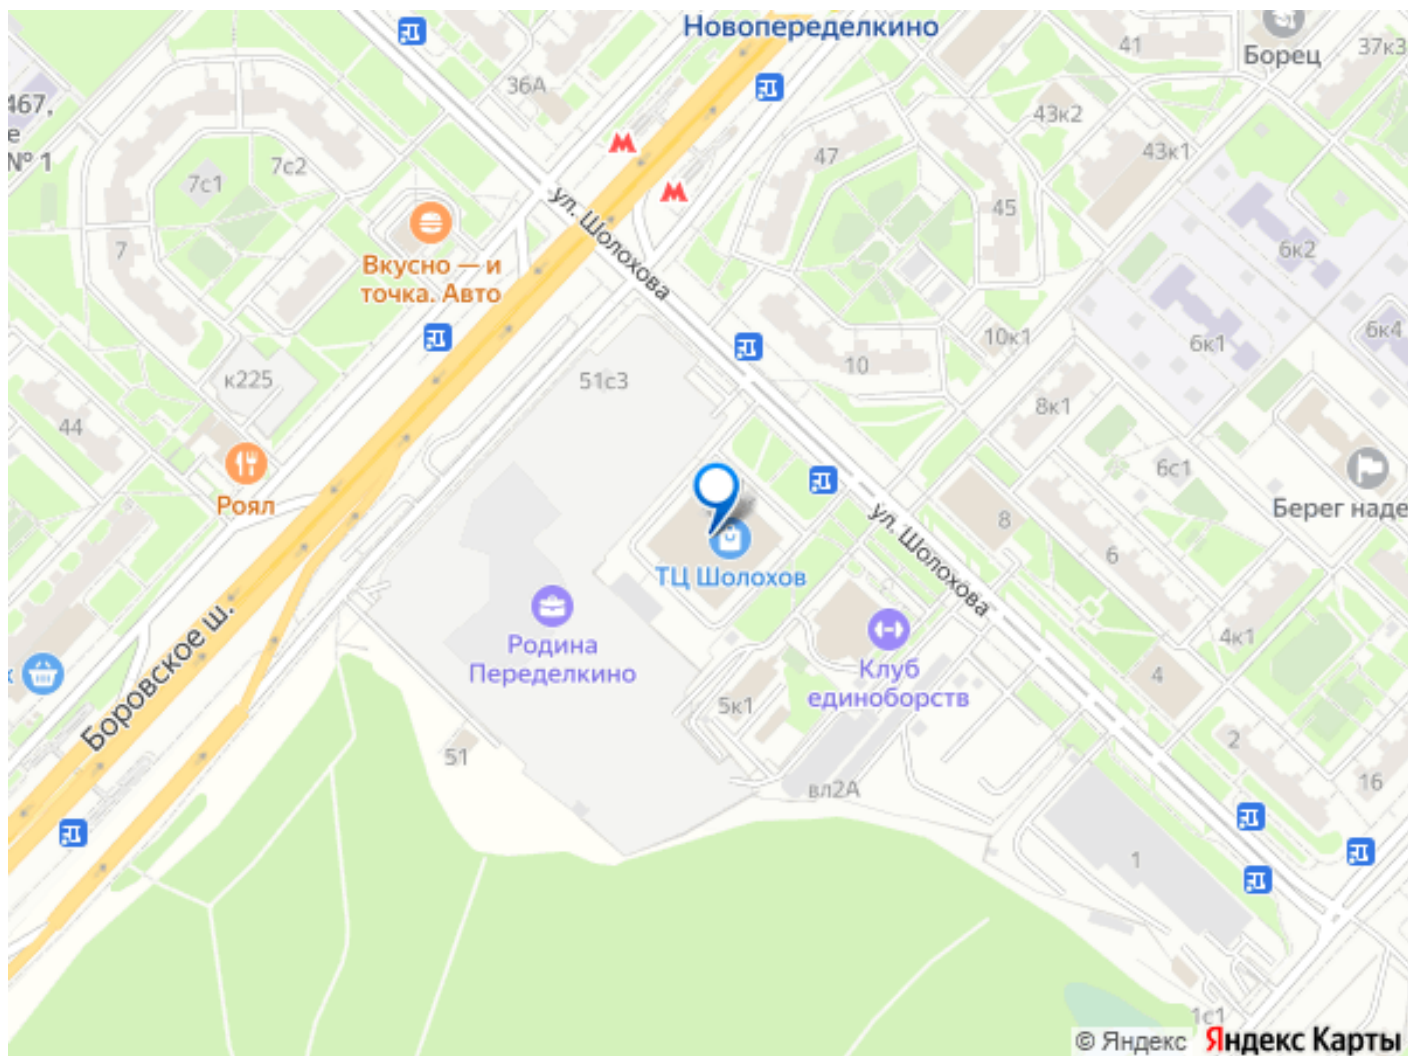 Новопеределкино
41
Борец
37к3
36А
467,
е
№ 1
43к2
47
43к1
7с2
7с1
45
ул. Шолохова
6к2
7
Вкусно — и
точка. Авто
10к1
6к1
6к4
10
51с3
к225
8к1
44
6с1
Роял
Берег наде
8
ул. Шолохова
6
ТЦ Шолохов
Родина
Переделкино
Боровское ш.
4к1
Клуб
единоборств
к
4
5к1
2
51
16
вл2А
1
1с1
© Яндекс Яндекс Карты